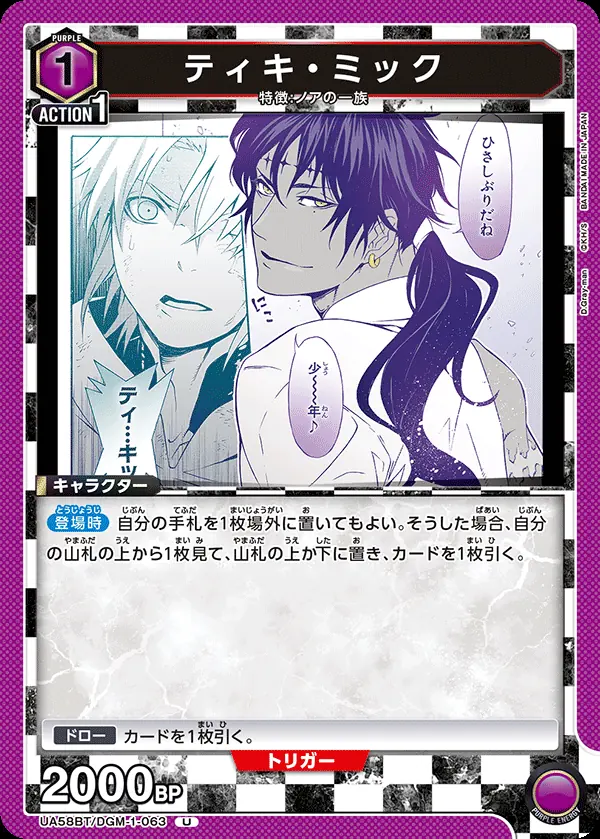 PURPLE
1
ACTION1
ティキ・ミック
特徴:ノアの一族
ひさしぶりだね
少〜〜年♪
ティ…キッ
D.Gray-man ©KH/S BANDAI MADE IN JAPAN
キャラクター
登場時 自分の手札を1枚場外に置いてもよい。そうした場合、自分
の山札の上から1枚見て、山札の上か下に置き、カードを1枚引く。
ドロー カードを1枚引く。
トリガー
2000BP
UA58BT/DGM-1-063 U
PURPLE ENERGY